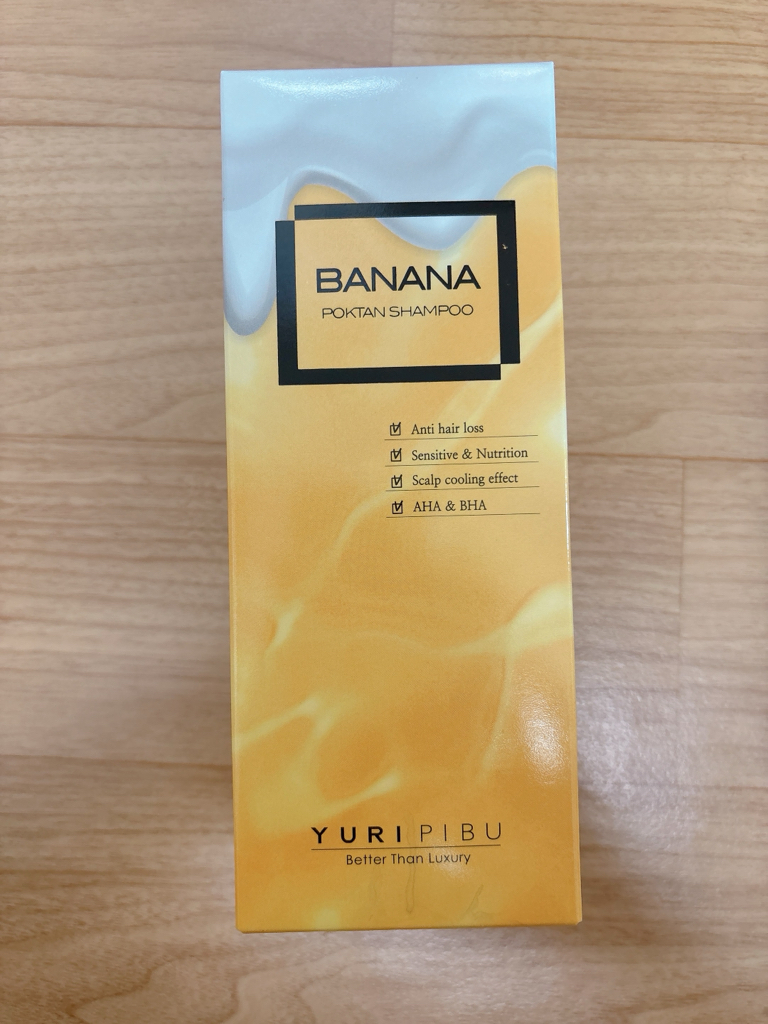 BANANA
POKTAN SHAMPOO
Anti hair loss
Sensitive & Nutrition
Scalp cooling effect
AHA & BHA
YURI PIBU
Better Than Luxury